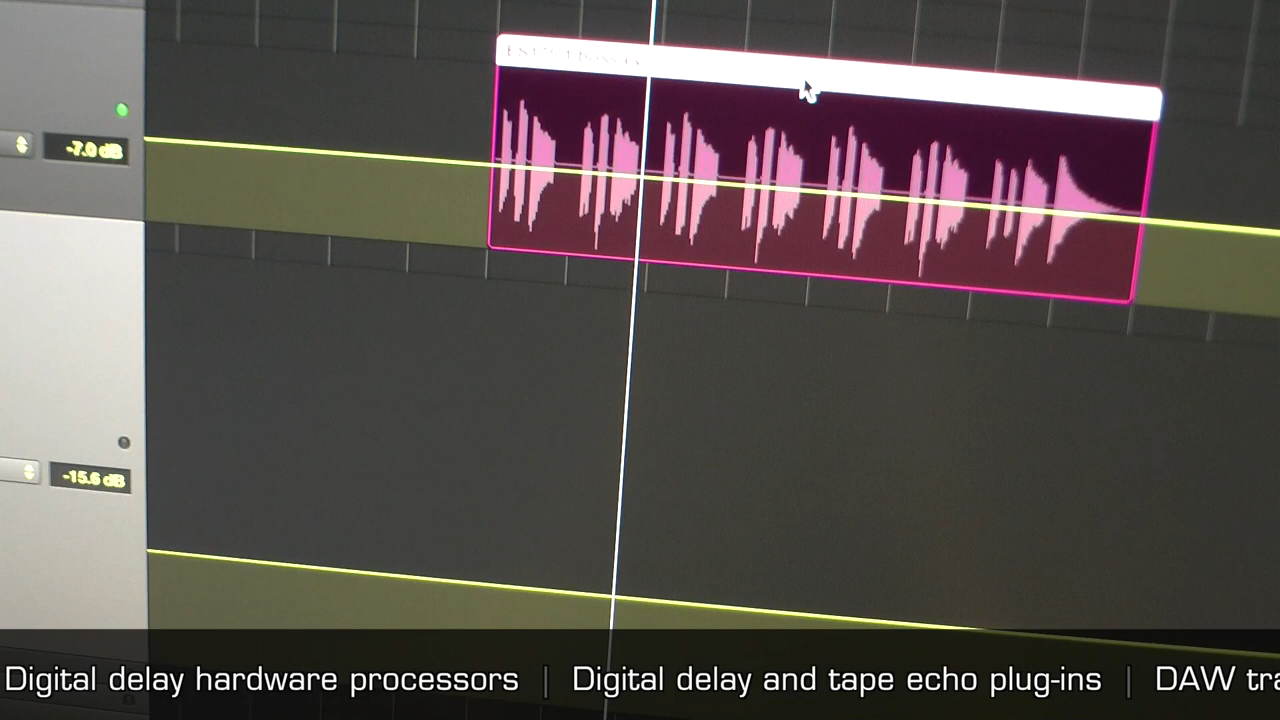 -7.0 dB
-15.6 dB
Digital delay hardware processors | Digital delay and tape echo plug-ins | DAW tra